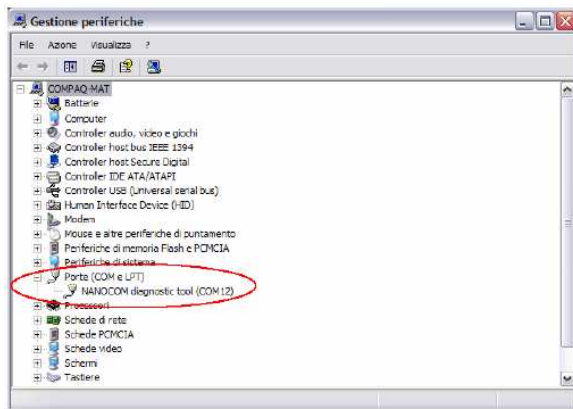 Gestione periferiche
File Azione Visualizza ?
COMPAQ-MAT
Batterie
Computer
Controller audio, video e giochi
Controller host bus IEEE 1394
Controller host Secure Digital
Controller IDE ATA/ATAPI
Controller USB (Universal serial bus)
Human Interface Device (HID)
Modem
Mouse e altre periferiche di puntamento
Periferiche di memoria Flash e PCMCIA
Periferiche di sistema
Porte (COM e LPT)
NANOCOM diagnostic tool (COM12)
Processori
Schede di rete
Schede PCMCIA
Schede video
Schermi
Tastiere